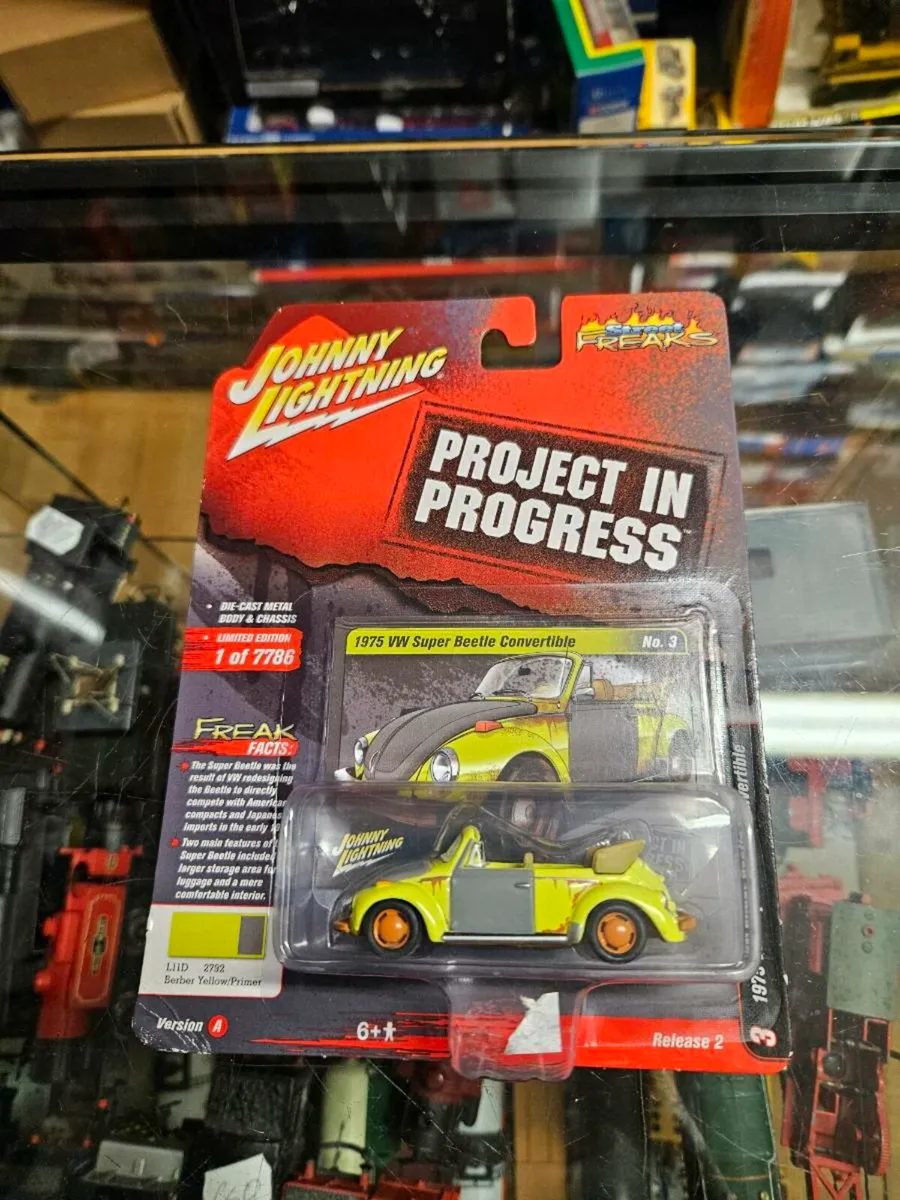 JOHNNY
LIGHTNING
Street
FREAKS
PROJECT IN
PROGRESS™
• DIE-CAST METAL
BODY & CHASSIS
• LIMITED EDITION
1 of 7786
1975 VW Super Beetle Convertible No. 3
FREAK
FACTS:
The Super Beetle was the
result of VW redesigning
the Beetle to directly
compete with American
compacts and Japanese
imports in the early
Two main features of
Super Beetle included
larger storage area for
luggage and a more
comfortable interior.
JOHNNY
LIGHTNING
L11D 2792
Berber Yellow/Primer
Version A
6+
Release 2
3 1975